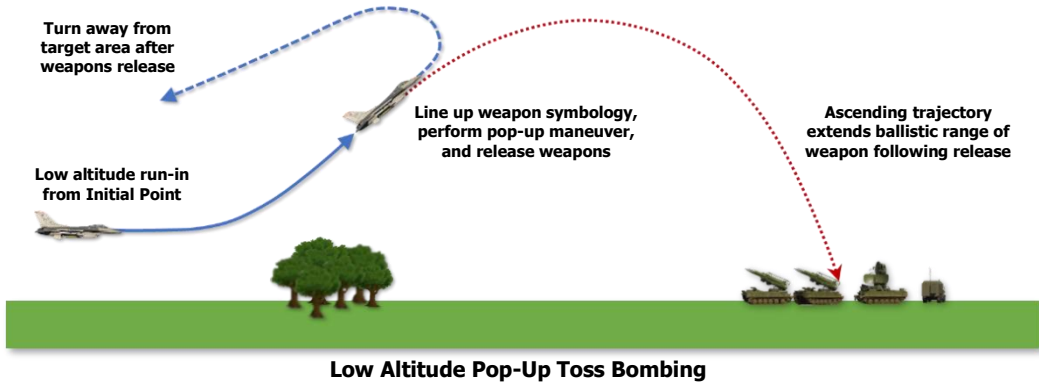 Turn away from
target area after
weapons release
Line up weapon symbology,
perform pop-up maneuver,
and release weapons
Ascending trajectory
extends ballistic range of
weapon following release
Low altitude run-in
from Initial Point
Low Altitude Pop-Up Toss Bombing